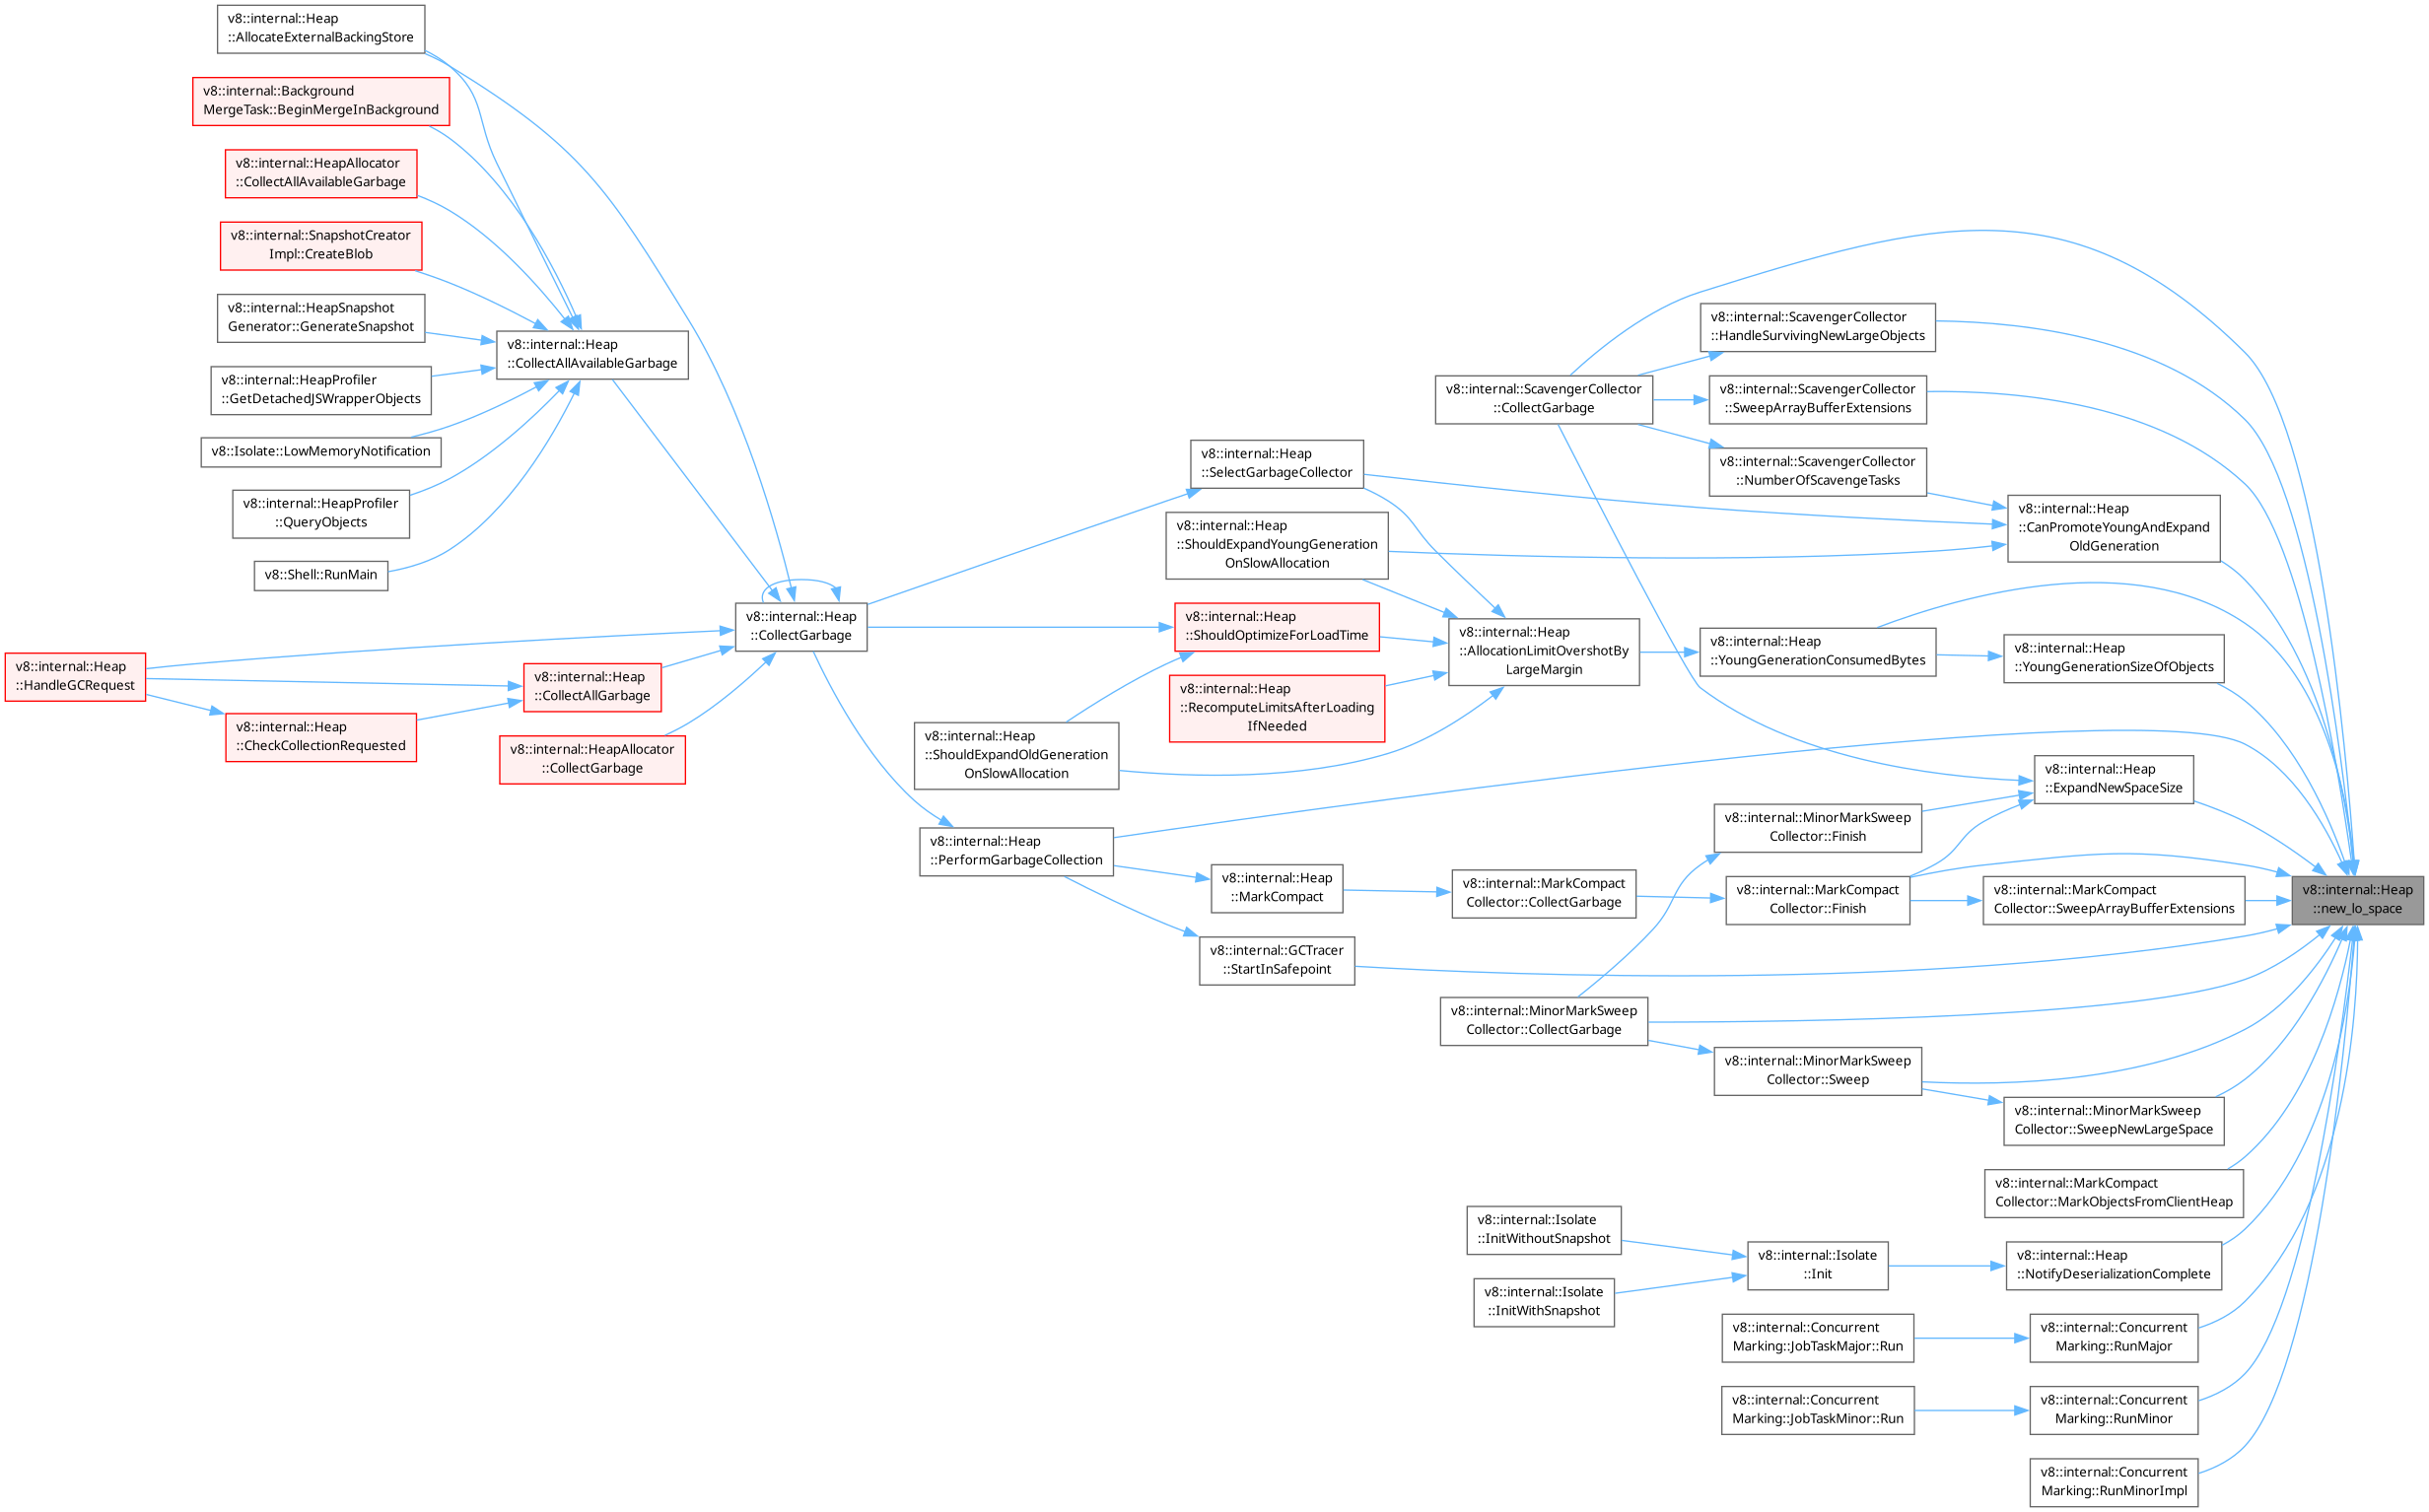 v8::internal::Heap
::AllocateExternalBackingStore
v8::internal::Background
MergeTask::BeginMergeInBackground
v8::internal::HeapAllocator
::CollectAllAvailableGarbage
v8::internal::SnapshotCreator
Impl::CreateBlob
v8::internal::HeapSnapshot
Generator::GenerateSnapshot
v8::internal::HeapProfiler
::GetDetachedJSWrapperObjects
v8::Isolate::LowMemoryNotification
v8::internal::HeapProfiler
::QueryObjects
v8::Shell::RunMain
v8::internal::Heap
::HandleGCRequest
v8::internal::Heap
::CheckCollectionRequested
v8::internal::Heap
::CollectAllAvailableGarbage
v8::internal::Heap
::CollectAllGarbage
v8::internal::HeapAllocator
::CollectGarbage
v8::internal::Heap
::CollectGarbage
v8::internal::Heap
::SelectGarbageCollector
v8::internal::Heap
::ShouldExpandYoungGeneration
OnSlowAllocation
v8::internal::Heap
::ShouldOptimizeForLoadTime
v8::internal::Heap
::RecomputeLimitsAfterLoading
IfNeeded
v8::internal::Heap
::ShouldExpandOldGeneration
OnSlowAllocation
v8::internal::Heap
::PerformGarbageCollection
v8::internal::Heap
::MarkCompact
v8::internal::GCTracer
::StartInSafepoint
v8::internal::ScavengerCollector
::CollectGarbage
v8::internal::Heap
::AllocationLimitOvershotBy
LargeMargin
v8::internal::MarkCompact
Collector::CollectGarbage
v8::internal::MinorMarkSweep
Collector::CollectGarbage
v8::internal::Isolate
::InitWithoutSnapshot
v8::internal::Isolate
::InitWithSnapshot
v8::internal::ScavengerCollector
::HandleSurvivingNewLargeObjects
v8::internal::ScavengerCollector
::SweepArrayBufferExtensions
v8::internal::ScavengerCollector
::NumberOfScavengeTasks
v8::internal::Heap
::YoungGenerationConsumedBytes
v8::internal::MinorMarkSweep
Collector::Finish
v8::internal::MarkCompact
Collector::Finish
v8::internal::MinorMarkSweep
Collector::Sweep
v8::internal::Isolate
::Init
v8::internal::Concurrent
Marking::JobTaskMajor::Run
v8::internal::Concurrent
Marking::JobTaskMinor::Run
v8::internal::Heap
::CanPromoteYoungAndExpand
OldGeneration
v8::internal::Heap
::YoungGenerationSizeOfObjects
v8::internal::Heap
::ExpandNewSpaceSize
v8::internal::MarkCompact
Collector::SweepArrayBufferExtensions
v8::internal::MinorMarkSweep
Collector::SweepNewLargeSpace
v8::internal::MarkCompact
Collector::MarkObjectsFromClientHeap
v8::internal::Heap
::NotifyDeserializationComplete
v8::internal::Concurrent
Marking::RunMajor
v8::internal::Concurrent
Marking::RunMinor
v8::internal::Concurrent
Marking::RunMinorImpl
v8::internal::Heap
::new_lo_space